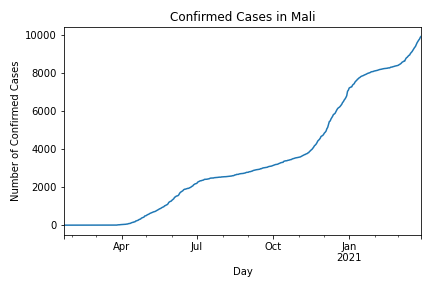 Confirmed Cases in Mali
10000
8000
6000
4000
2000
0
Number of Confirmed Cases
Apr Jul Oct Jan
2021
Day